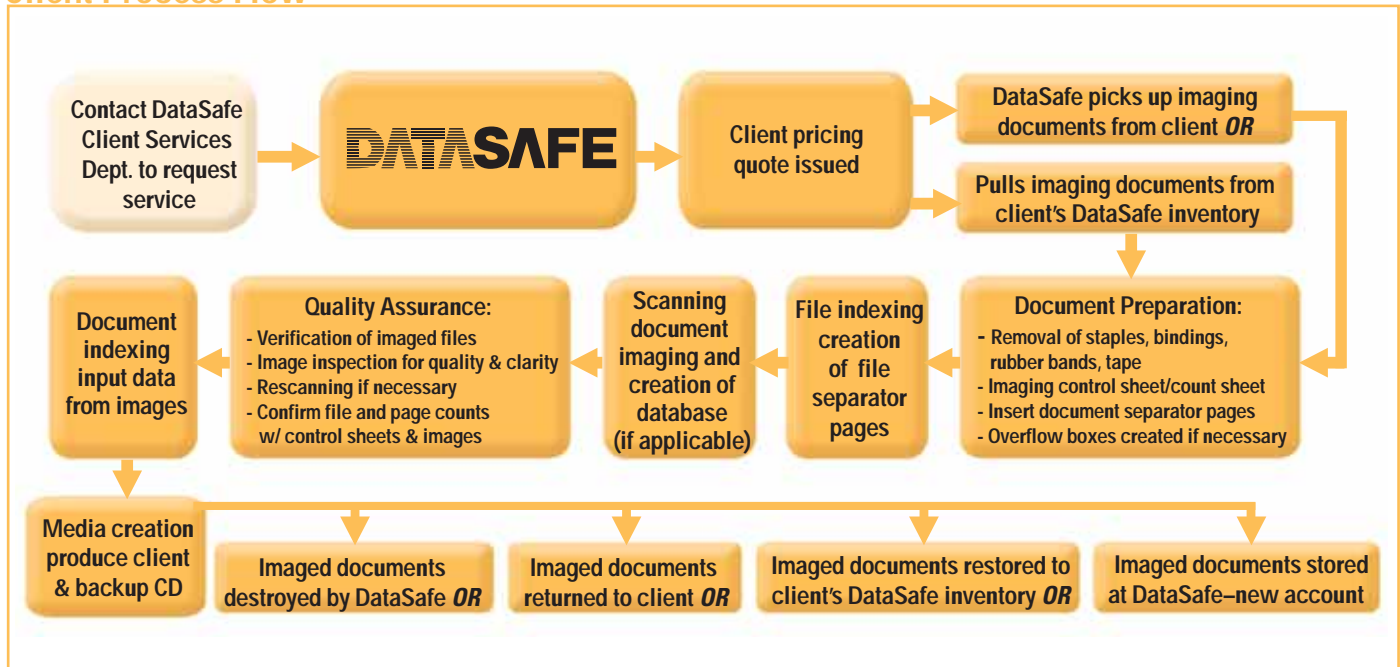 Client Process Flow
Contact DataSafe
Client Services
Dept. to request
service
DATASAFE
Client pricing
quote issued
DataSafe picks up imaging
documents from client OR
Pulls imaging documents from
client's DataSafe inventory
Document Preparation:
- Removal of staples, bindings,
rubber bands, tape
- Imaging control sheet/count sheet
- Insert document separator pages
- Overflow boxes created if necessary
File indexing
creation
of file
separator
pages
Scanning
document
imaging and
creation of
database
(if applicable)
Quality Assurance:
- Verification of imaged files
- Image inspection for quality & clarity
- Rescanning if necessary
- Confirm file and page counts
w/ control sheets & images
Document
indexing
input data
from images
Media creation
produce client
& backup CD
Imaged documents
destroyed by DataSafe OR
Imaged documents
returned to client OR
Imaged documents restored to
client's DataSafe inventory OR
Imaged documents stored
at DataSafe–new account